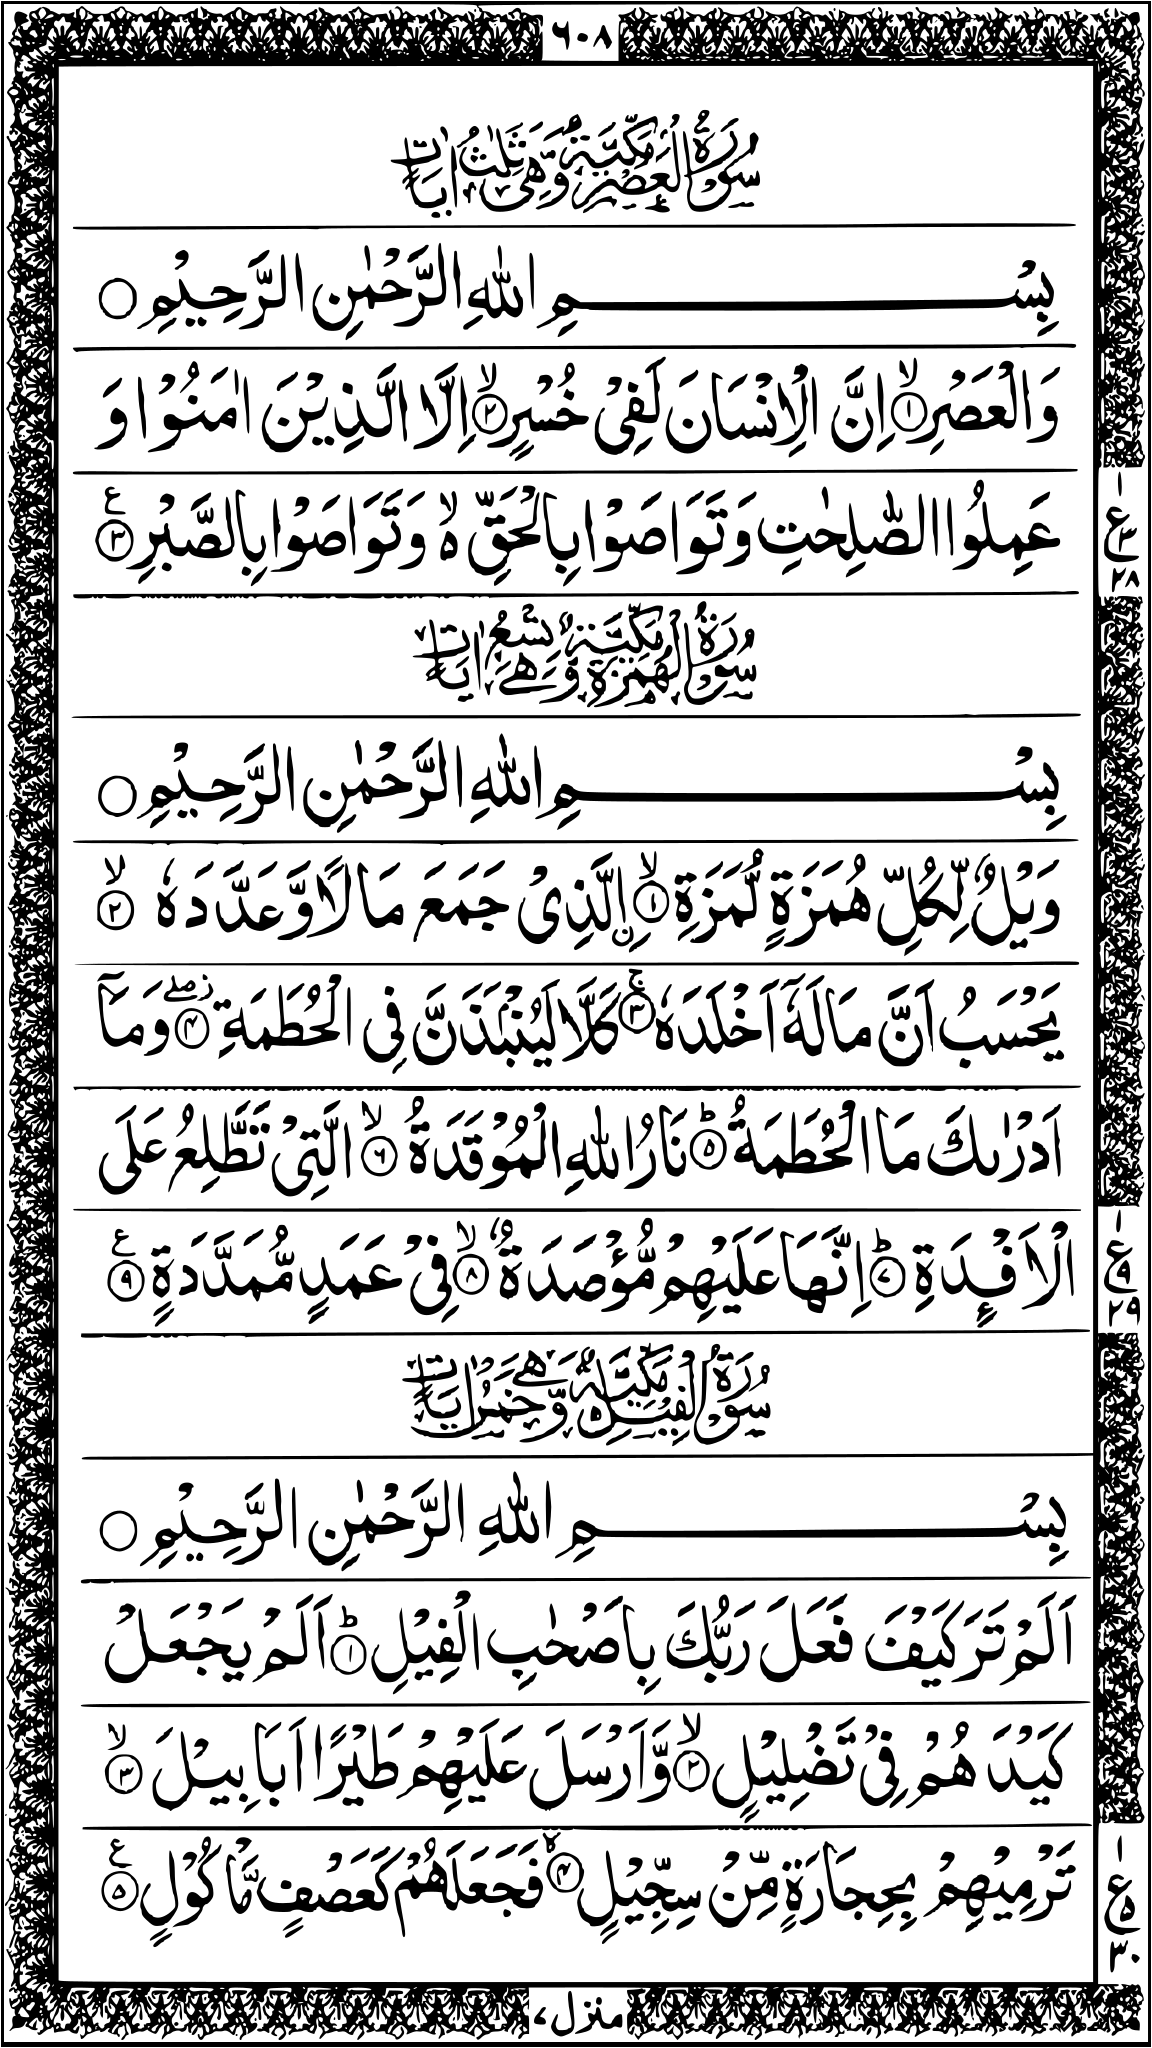 ٦٠٨
سُوْرَةُ الْعَصْرِ مَكِّيَّةٌ وَّهِيَ ثَلٰثُ اٰيَاتٍ
بِسْمِ اللّٰهِ الرَّحْمٰنِ الرَّحِيْمِ ○
وَالْعَصْرِ ۙ﴿١﴾ اِنَّ الْاِنْسَانَ لَفِيْ خُسْرٍ ۙ﴿٢﴾ اِلَّا الَّذِيْنَ اٰمَنُوْا وَ
عَمِلُوا الصّٰلِحٰتِ وَتَوَاصَوْا بِالْحَقِّ ۙ۬ وَتَوَاصَوْا بِالصَّبْرِ ﴿٣﴾ ع
١ ع ٣ ٢٨
سُوْرَةُ الْهُمَزَةِ مَكِّيَّةٌ وَّهِيَ تِسْعُ اٰيَاتٍ
بِسْمِ اللّٰهِ الرَّحْمٰنِ الرَّحِيْمِ ○
وَيْلٌ لِّكُلِّ هُمَزَةٍ لُّمَزَةِ ۙ﴿١﴾ اِۨلَّذِيْ جَمَعَ مَالًا وَّعَدَّدَهٗ ۙ﴿٢﴾
يَحْسَبُ اَنَّ مَالَهٗۤ اَخْلَدَهٗ ۚ﴿٣﴾ كَلَّا لَيُنْۢبَذَنَّ فِي الْحُطَمَةِ ۖز﴿٤﴾ وَمَاۤ
اَدْرٰىكَ مَا الْحُطَمَةُ ؕ﴿٥﴾ نَارُ اللّٰهِ الْمُوْقَدَةُ ۙ﴿٦﴾ الَّتِيْ تَطَّلِعُ عَلَى
الْاَفْـِٕدَةِ ؕ﴿٧﴾ اِنَّهَا عَلَيْهِمْ مُّؤْصَدَةٌ ۙ﴿٨﴾ فِيْ عَمَدٍ مُّمَدَّدَةٍ ﴿٩﴾ ع
١ ع ٩ ٢٩
سُوْرَةُ الْفِيْلِ مَكِّيَّةٌ وَّهِيَ خَمْسُ اٰيَاتٍ
بِسْمِ اللّٰهِ الرَّحْمٰنِ الرَّحِيْمِ ○
اَلَمْ تَرَ كَيْفَ فَعَلَ رَبُّكَ بِاَصْحٰبِ الْفِيْلِ ؕ﴿١﴾ اَلَمْ يَجْعَلْ
كَيْدَهُمْ فِيْ تَضْلِيْلٍ ۙ﴿٢﴾ وَّاَرْسَلَ عَلَيْهِمْ طَيْرًا اَبَابِيْلَ ۙ﴿٣﴾
تَرْمِيْهِمْ بِحِجَارَةٍ مِّنْ سِجِّيْلٍ ۪ۙ﴿٤﴾ فَجَعَلَهُمْ كَعَصْفٍ مَّاْكُوْلٍ ﴿٥﴾ ع
١ ع ٥ ٣٠
منزل ٧